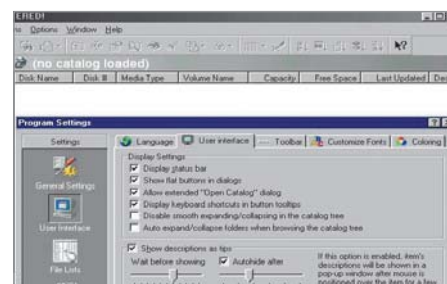 EFIED!
ns Options Window Help
(no catalog loaded)
Disk Name Disk # Media Type Volume Name Capacity Free Space Last Updated Des
Program Settings
Settings
Language User interface Toolbar Customize Fonts Coloring
General Settings
User Interface
File Lists
Display Settings
Display status bar
Show flat buttons in dialogs
Allow extended "Open Catalog" dialog
Display keyboard shortcuts in button tooltips
Disable smooth expanding/collapsing in the catalog tree
Auto expand/collapse folders when browsing the catalog tree
Show descriptions as tips
Wait before showing Autohide after
If this option is enabled, item's
descriptions will be shown in a
pop-up window after mouse is
positioned over the item for a few